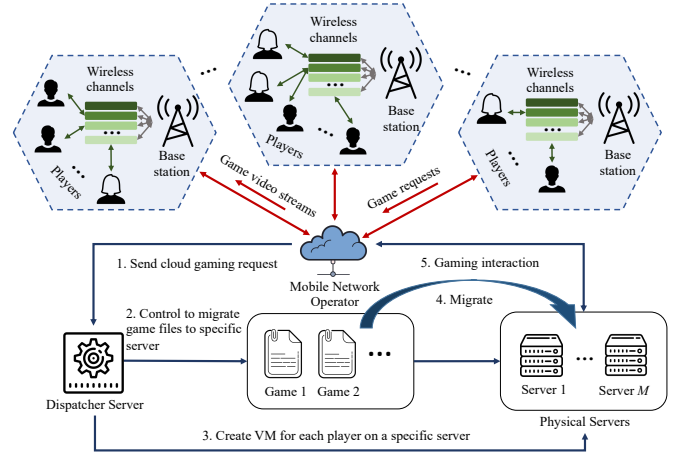 Wireless
channels
•••
Players
Base
station
•••
Wireless
channels
•••
Players
•••
Base
station
•••
Wireless
channels
•••
Players
•••
Base
station
•••
Game video streams
Game requests
1. Send cloud gaming request
Mobile Network
Operator
5. Gaming interaction
2. Control to migrate
game files to specific
server
4. Migrate
Game 1
Game 2
•••
Server 1
•••
Server M
Dispatcher Server
Physical Servers
3. Create VM for each player on a specific server